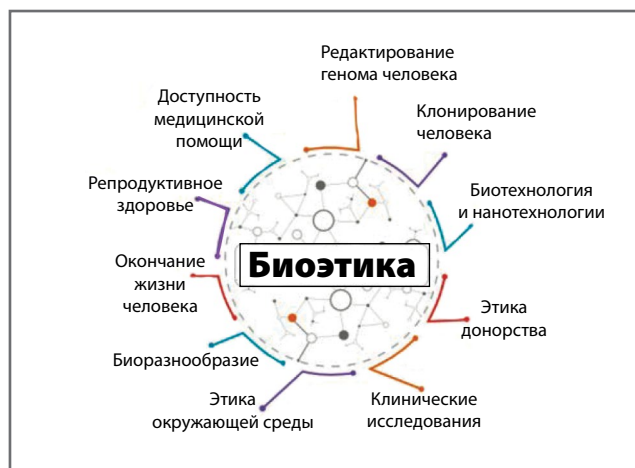 Редактирование
генома человека
Клонирование
человека
Биотехнология
и нанотехнологии
Этика
донорства
Клинические
исследования
Этика
окружающей среды
Биоразнообразие
Окончание
жизни
человека
Репродуктивное
здоровье
Доступность
медицинской
помощи
Биоэтика